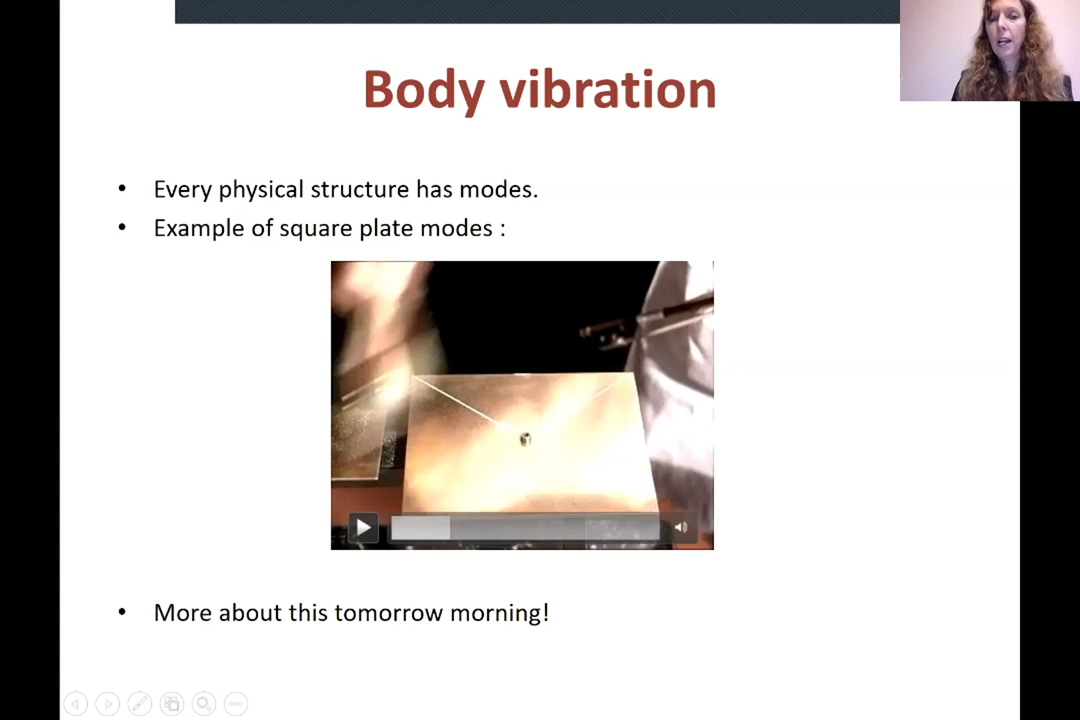 Body vibration
• Every physical structure has modes.
• Example of square plate modes :
• More about this tomorrow morning!